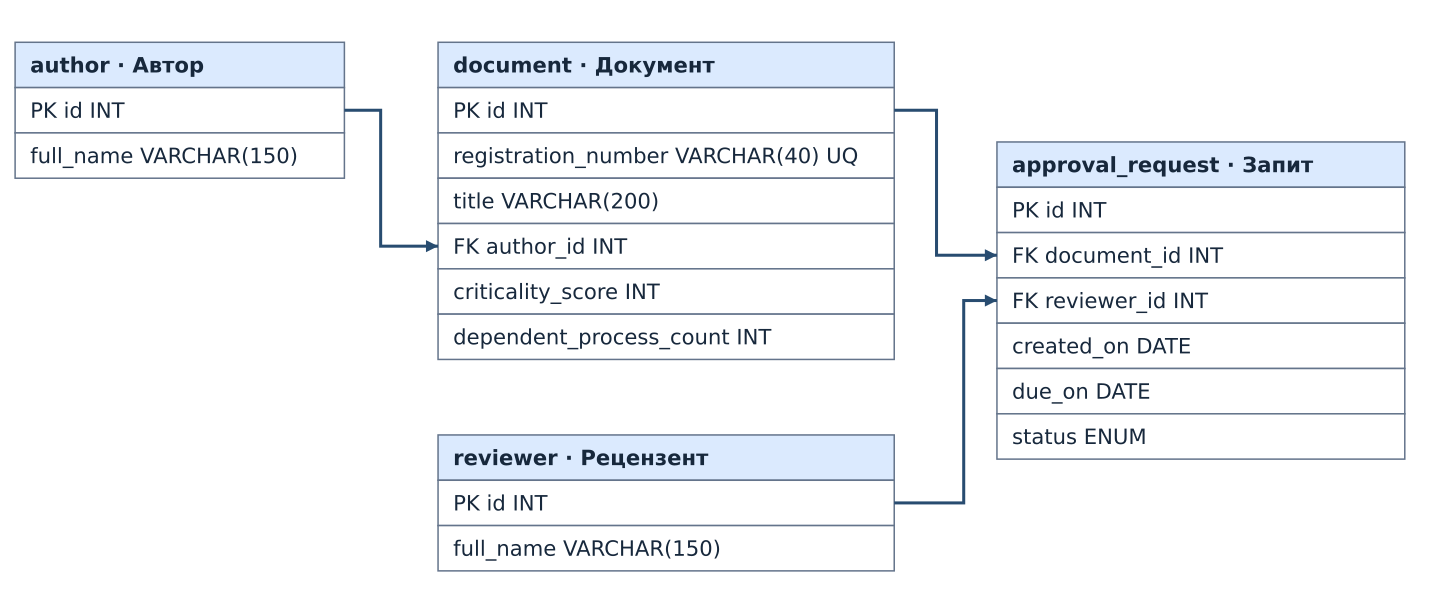 author · Автор
PK id INT
full_name VARCHAR(150)
document · Документ
PK id INT
registration_number VARCHAR(40) UQ
title VARCHAR(200)
FK author_id INT
criticality_score INT
dependent_process_count INT
reviewer · Рецензент
PK id INT
full_name VARCHAR(150)
approval_request · Запит
PK id INT
FK document_id INT
FK reviewer_id INT
created_on DATE
due_on DATE
status ENUM